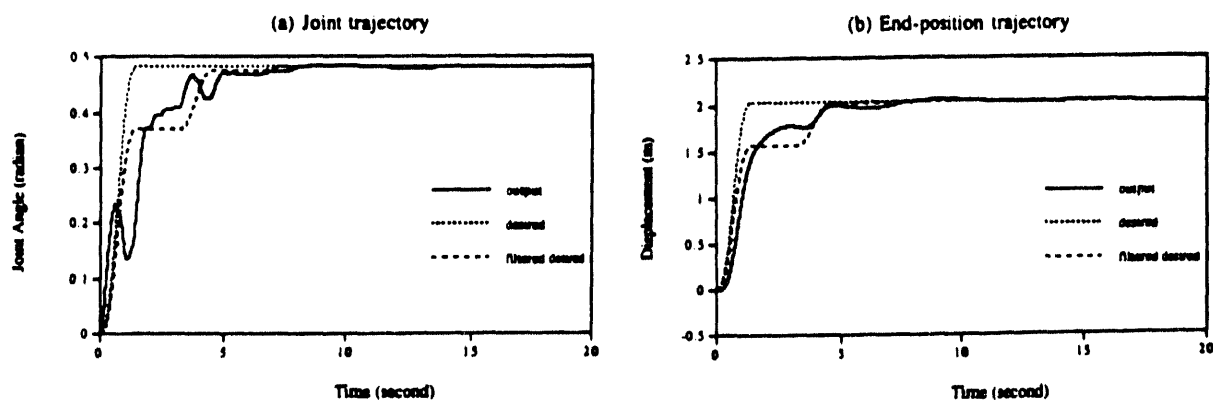 (a) Joint trajectory
0.5
0.4
0.3
0.2
0.1
0
0
5
10
15
20
Joint Angle (radian)
Time (second)
output
desired
filtered desired
(b) End-position trajectory
2.5
2
1.5
1
0.5
0
-0.5
0
5
10
15
20
Displacement (m)
Time (second)
output
desired
filtered desired